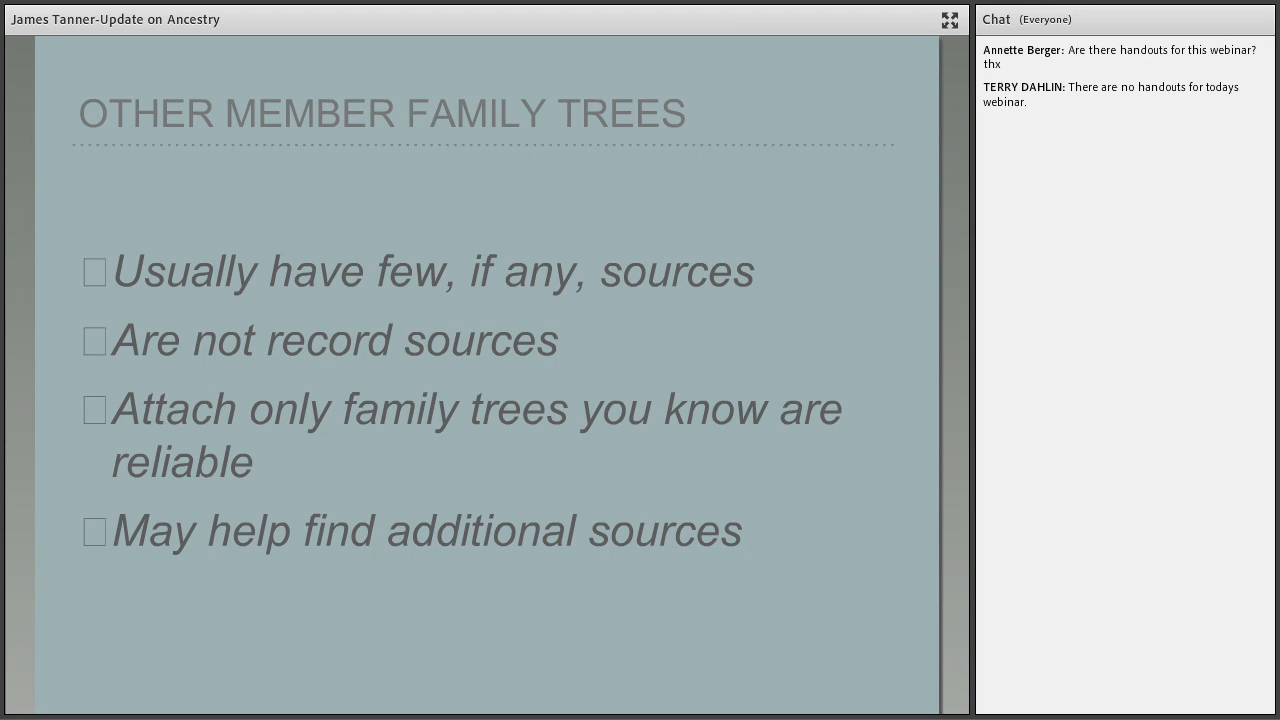 James Tanner-Update on Ancestry
OTHER MEMBER FAMILY TREES
Usually have few, if any, sources
Are not record sources
Attach only family trees you know are
reliable
May help find additional sources
Chat (Everyone)
Annette Berger: Are there handouts for this webinar?
thx
TERRY DAHLIN: There are no handouts for todays
webinar.